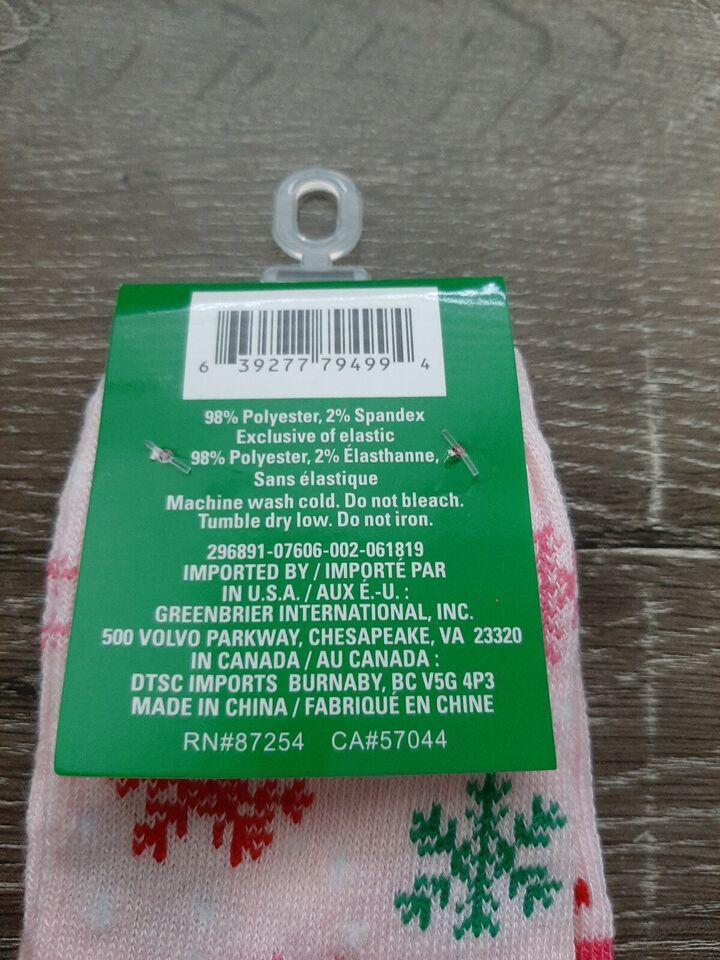 6 39277 79499 4
98% Polyester, 2% Spandex
Exclusive of elastic
98% Polyester, 2% Élasthanne,
Sans élastique
Machine wash cold. Do not bleach.
Tumble dry low. Do not iron.
296891-07606-002-061819
IMPORTED BY / IMPORTÉ PAR
IN U.S.A. / AUX É.-U. :
GREENBRIER INTERNATIONAL, INC.
500 VOLVO PARKWAY, CHESAPEAKE, VA 23320
IN CANADA / AU CANADA :
DTSC IMPORTS BURNABY, BC V5G 4P3
MADE IN CHINA / FABRIQUÉ EN CHINE
RN#87254 CA#57044